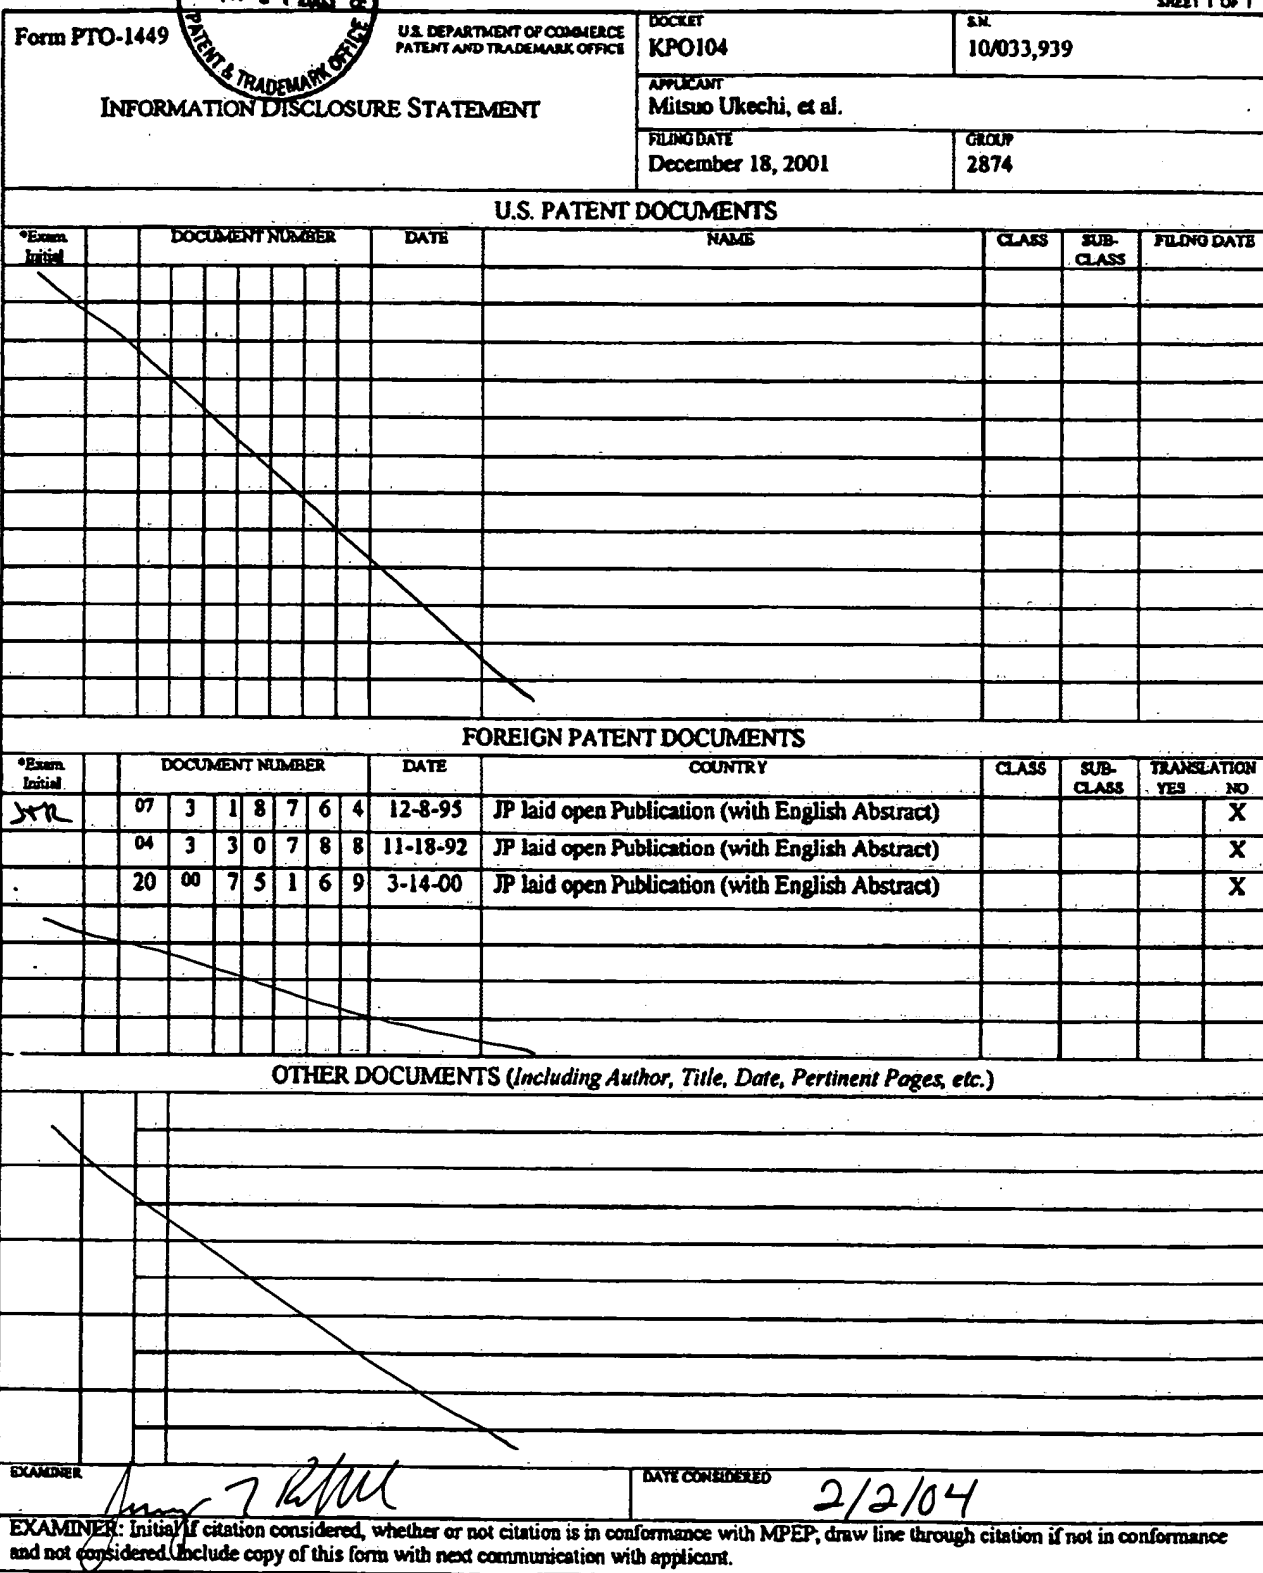 SHEET 1 OF 1
Form PTO-1449
U.S. DEPARTMENT OF COMMERCE
PATENT AND TRADEMARK OFFICE
PATENT & TRADEMARK OFFICE
INFORMATION DISCLOSURE STATEMENT
DOCKET
KPO104
S.N.
10/033,939
APPLICANT
Mitsuo Ukechi, et al.
FILING DATE
December 18, 2001
GROUP
2874
U.S. PATENT DOCUMENTS
*Exam. Initial DOCUMENT NUMBER DATE NAME CLASS SUB-CLASS FILING DATE
FOREIGN PATENT DOCUMENTS
*Exam. Initial DOCUMENT NUMBER DATE COUNTRY CLASS SUB-CLASS TRANSLATION YES NO
JTR 07 3 1 8 7 6 4 12-8-95 JP laid open Publication (with English Abstract) X
04 3 3 0 7 8 8 11-18-92 JP laid open Publication (with English Abstract) X
20 00 7 5 1 6 9 3-14-00 JP laid open Publication (with English Abstract) X
OTHER DOCUMENTS (Including Author, Title, Date, Pertinent Pages, etc.)
EXAMINER
DATE CONSIDERED 2/2/04
EXAMINER: Initial if citation considered, whether or not citation is in conformance with MPEP; draw line through citation if not in conformance
and not considered. Include copy of this form with next communication with applicant.